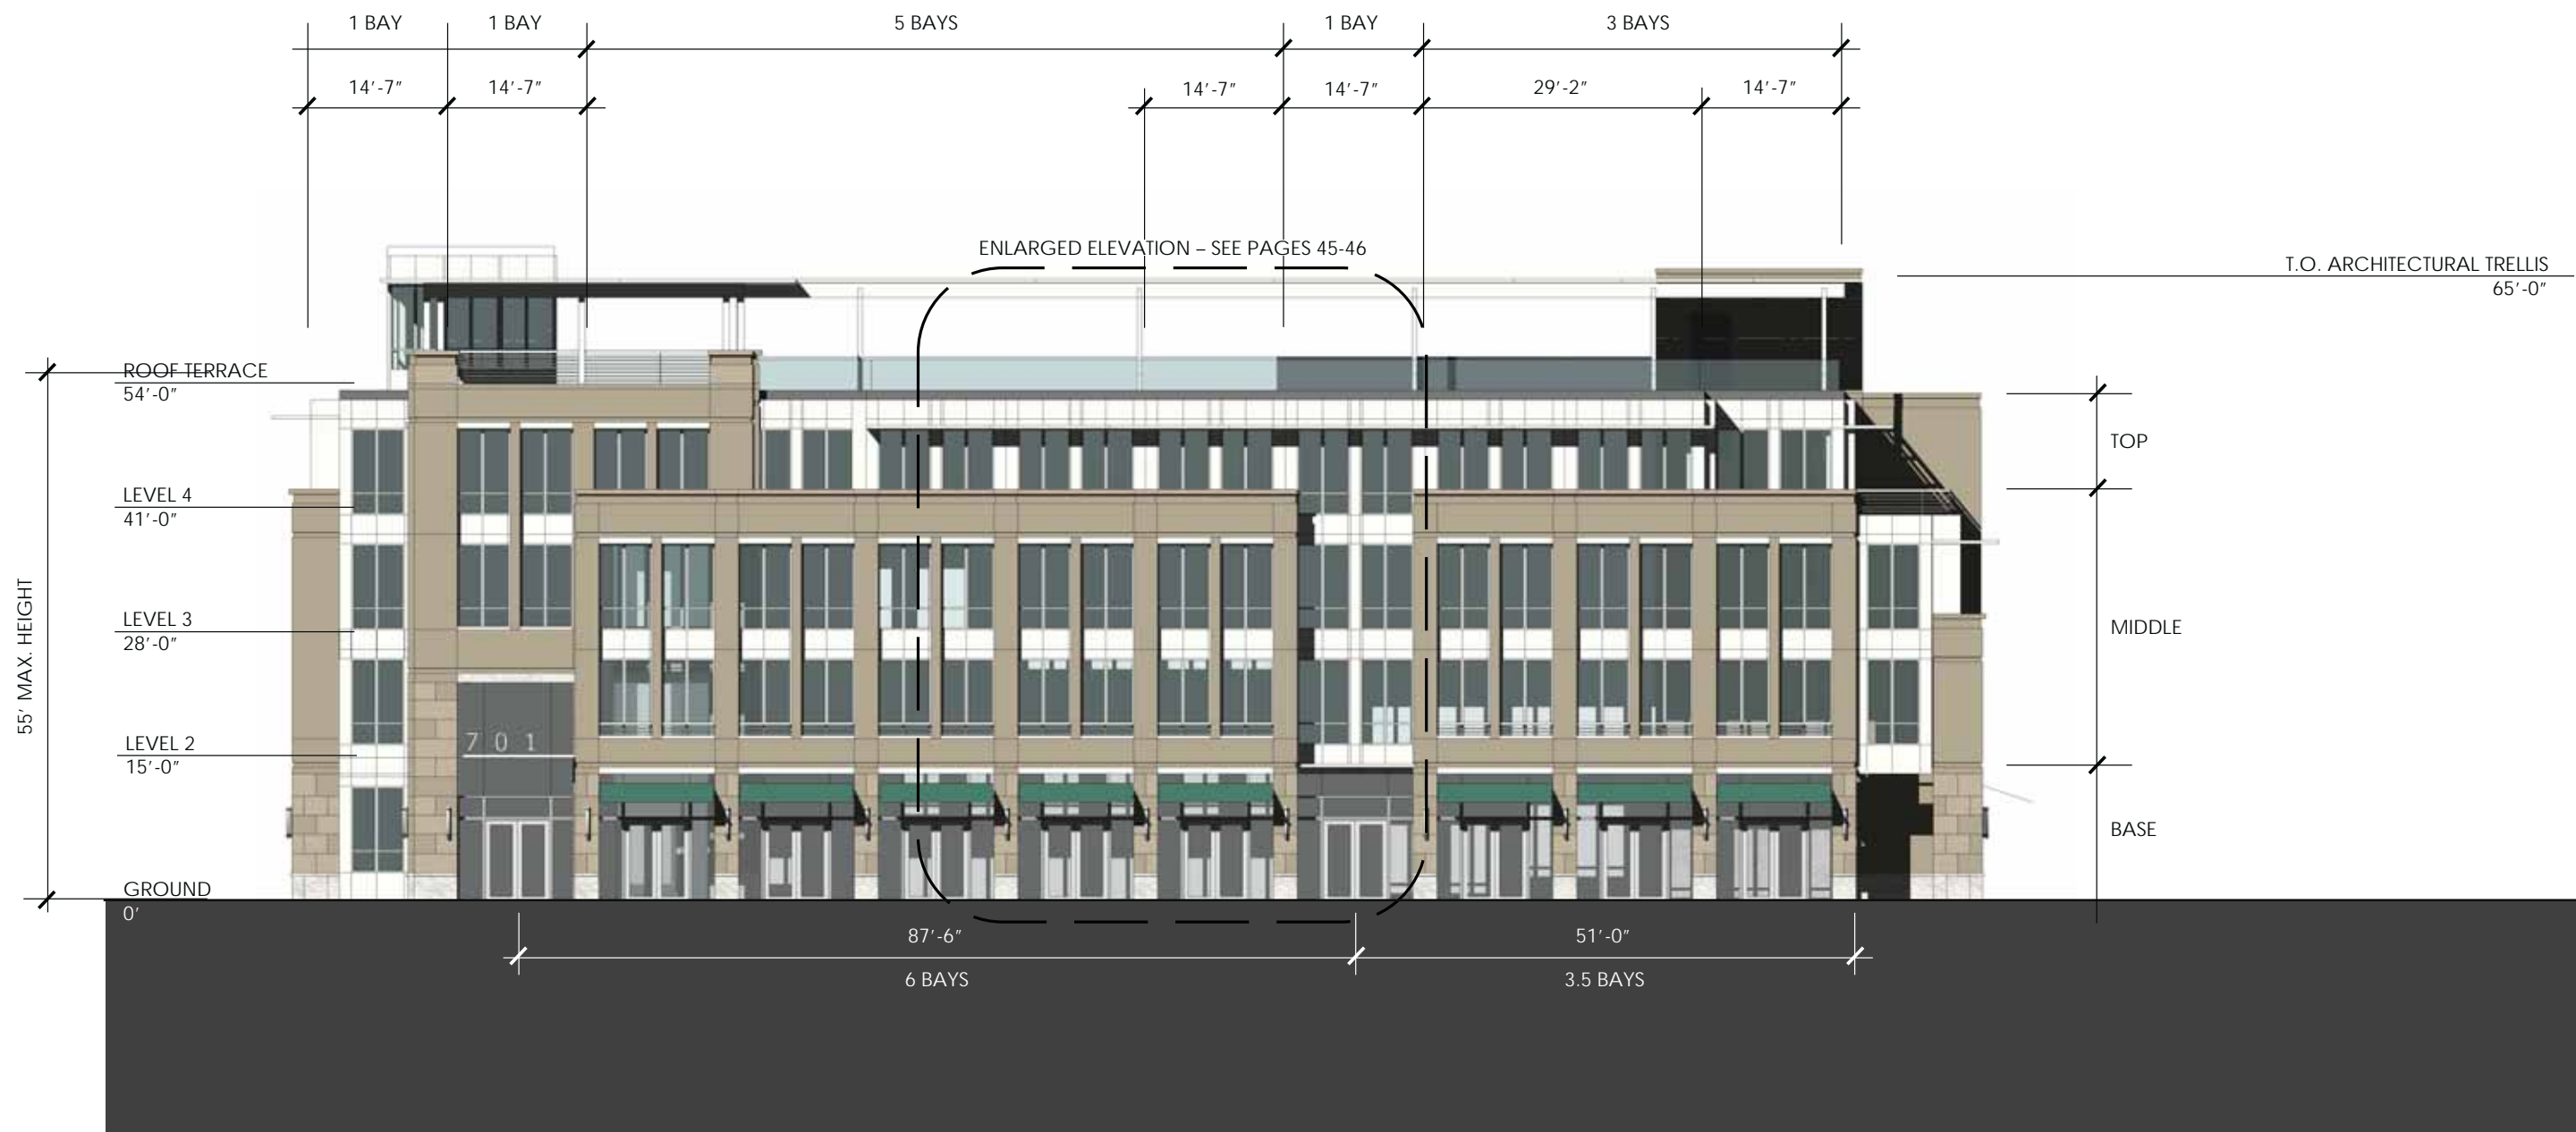 1 BAY
1 BAY
5 BAYS
1 BAY
3 BAYS
14'-7"
14'-7"
14'-7"
14'-7"
29'-2"
14'-7"
ENLARGED ELEVATION – SEE PAGES 45-46
T.O. ARCHITECTURAL TRELLIS
65'-0"
ROOF TERRACE
54'-0"
TOP
LEVEL 4
41'-0"
55' MAX. HEIGHT
LEVEL 3
28'-0"
MIDDLE
LEVEL 2
15'-0"
701
BASE
GROUND
0'
87'-6"
51'-0"
6 BAYS
3.5 BAYS